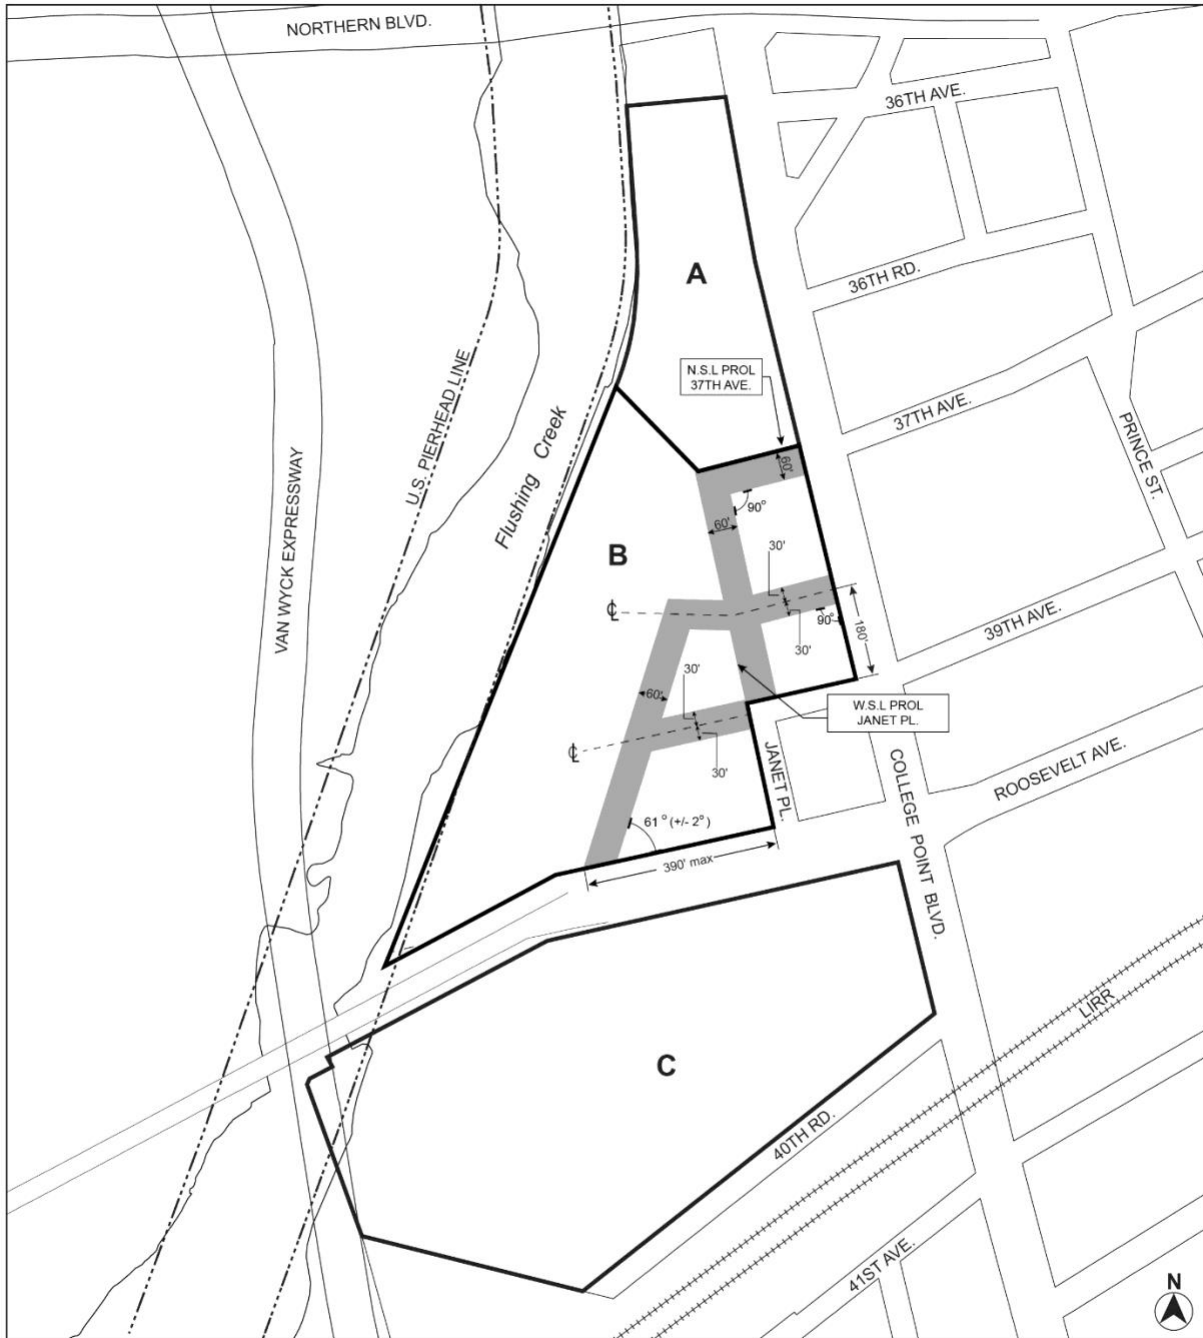 NORTHERN BLVD.
36TH AVE.
A
36TH RD.
N.S.L PROL
37TH AVE.
U.S. PIERHEAD LINE
37TH AVE.
Flushing Creek
PRINCE ST.
60'
VAN WYCK EXPRESSWAY
90°
60'
B
30'
℄
39TH AVE.
90°
180'
30'
30'
60'
W.S.L PROL
JANET PL.
℄
30'
JANET PL.
COLLEGE POINT BLVD.
ROOSEVELT AVE.
61° (+/- 2°)
390' max
LIRR
C
40TH RD.
41ST AVE.
N